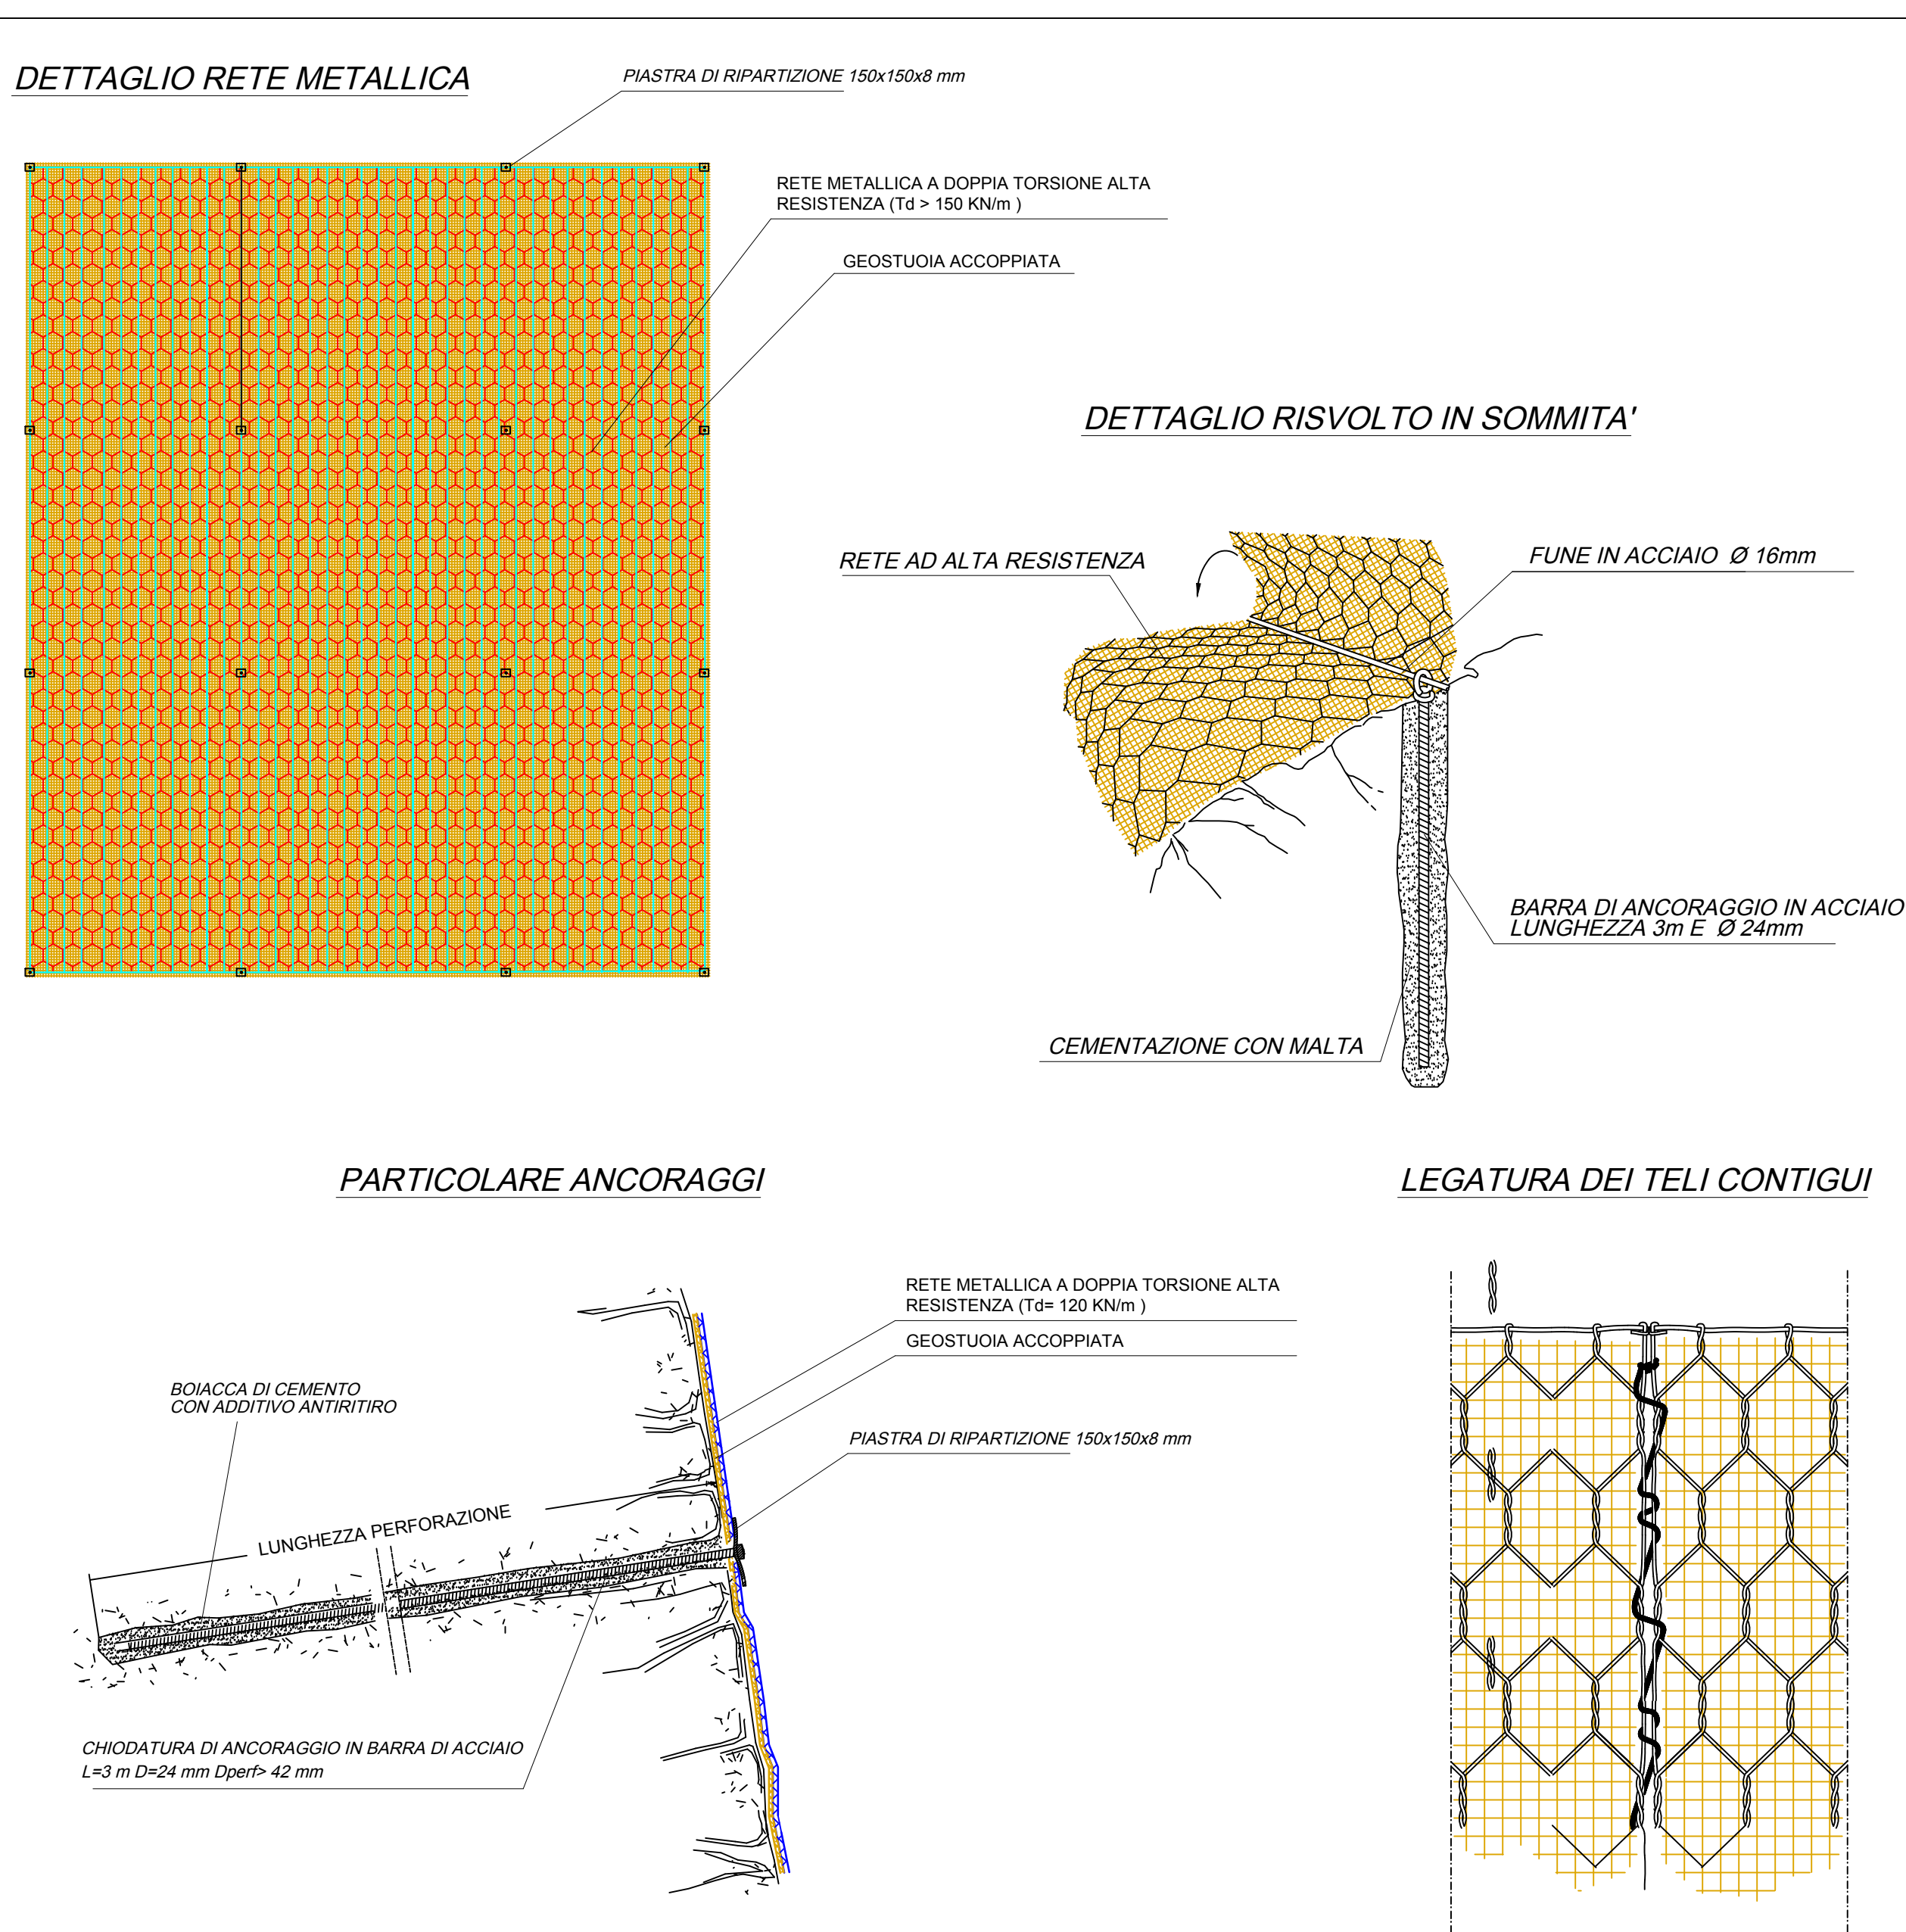 DETTAGLIO RETE METALLICA
PIASTRA DI RIPARTIZIONE 150x150x8 mm
RETE METALLICA A DOPPIA TORSIONE ALTA
RESISTENZA (Td > 150 KN/m )
GEOSTUOIA ACCOPPIATA
DETTAGLIO RISVOLTO IN SOMMITA'
RETE AD ALTA RESISTENZA
FUNE IN ACCIAIO Ø 16mm
BARRA DI ANCORAGGIO IN ACCIAIO
LUNGHEZZA 3m E Ø 24mm
CEMENTAZIONE CON MALTA
PARTICOLARE ANCORAGGI
RETE METALLICA A DOPPIA TORSIONE ALTA
RESISTENZA (Td= 120 KN/m )
GEOSTUOIA ACCOPPIATA
BOIACCA DI CEMENTO
CON ADDITIVO ANTIRITIRO
PIASTRA DI RIPARTIZIONE 150x150x8 mm
LUNGHEZZA PERFORAZIONE
CHIODATURA DI ANCORAGGIO IN BARRA DI ACCIAIO
L=3 m D=24 mm Dperf> 42 mm
LEGATURA DEI TELI CONTIGUI